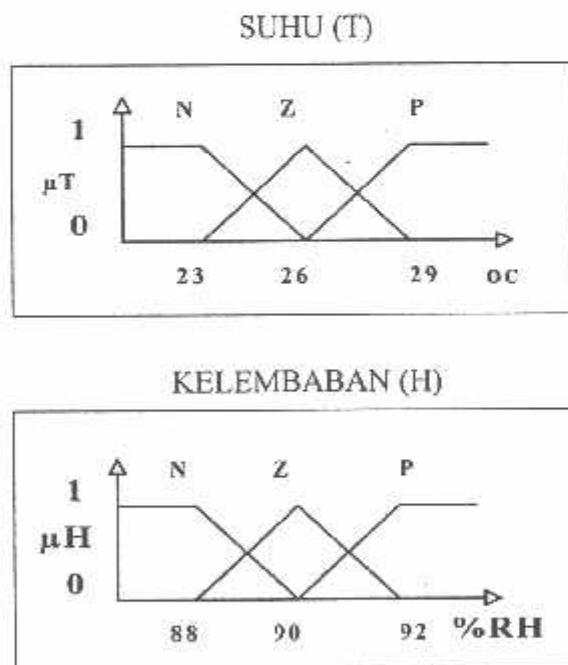 SUHU (T)
N Z P
1
μT
0
23 26 29 OC
KELEMBABAN (H)
N Z P
1
μH
0
88 90 92 %RH